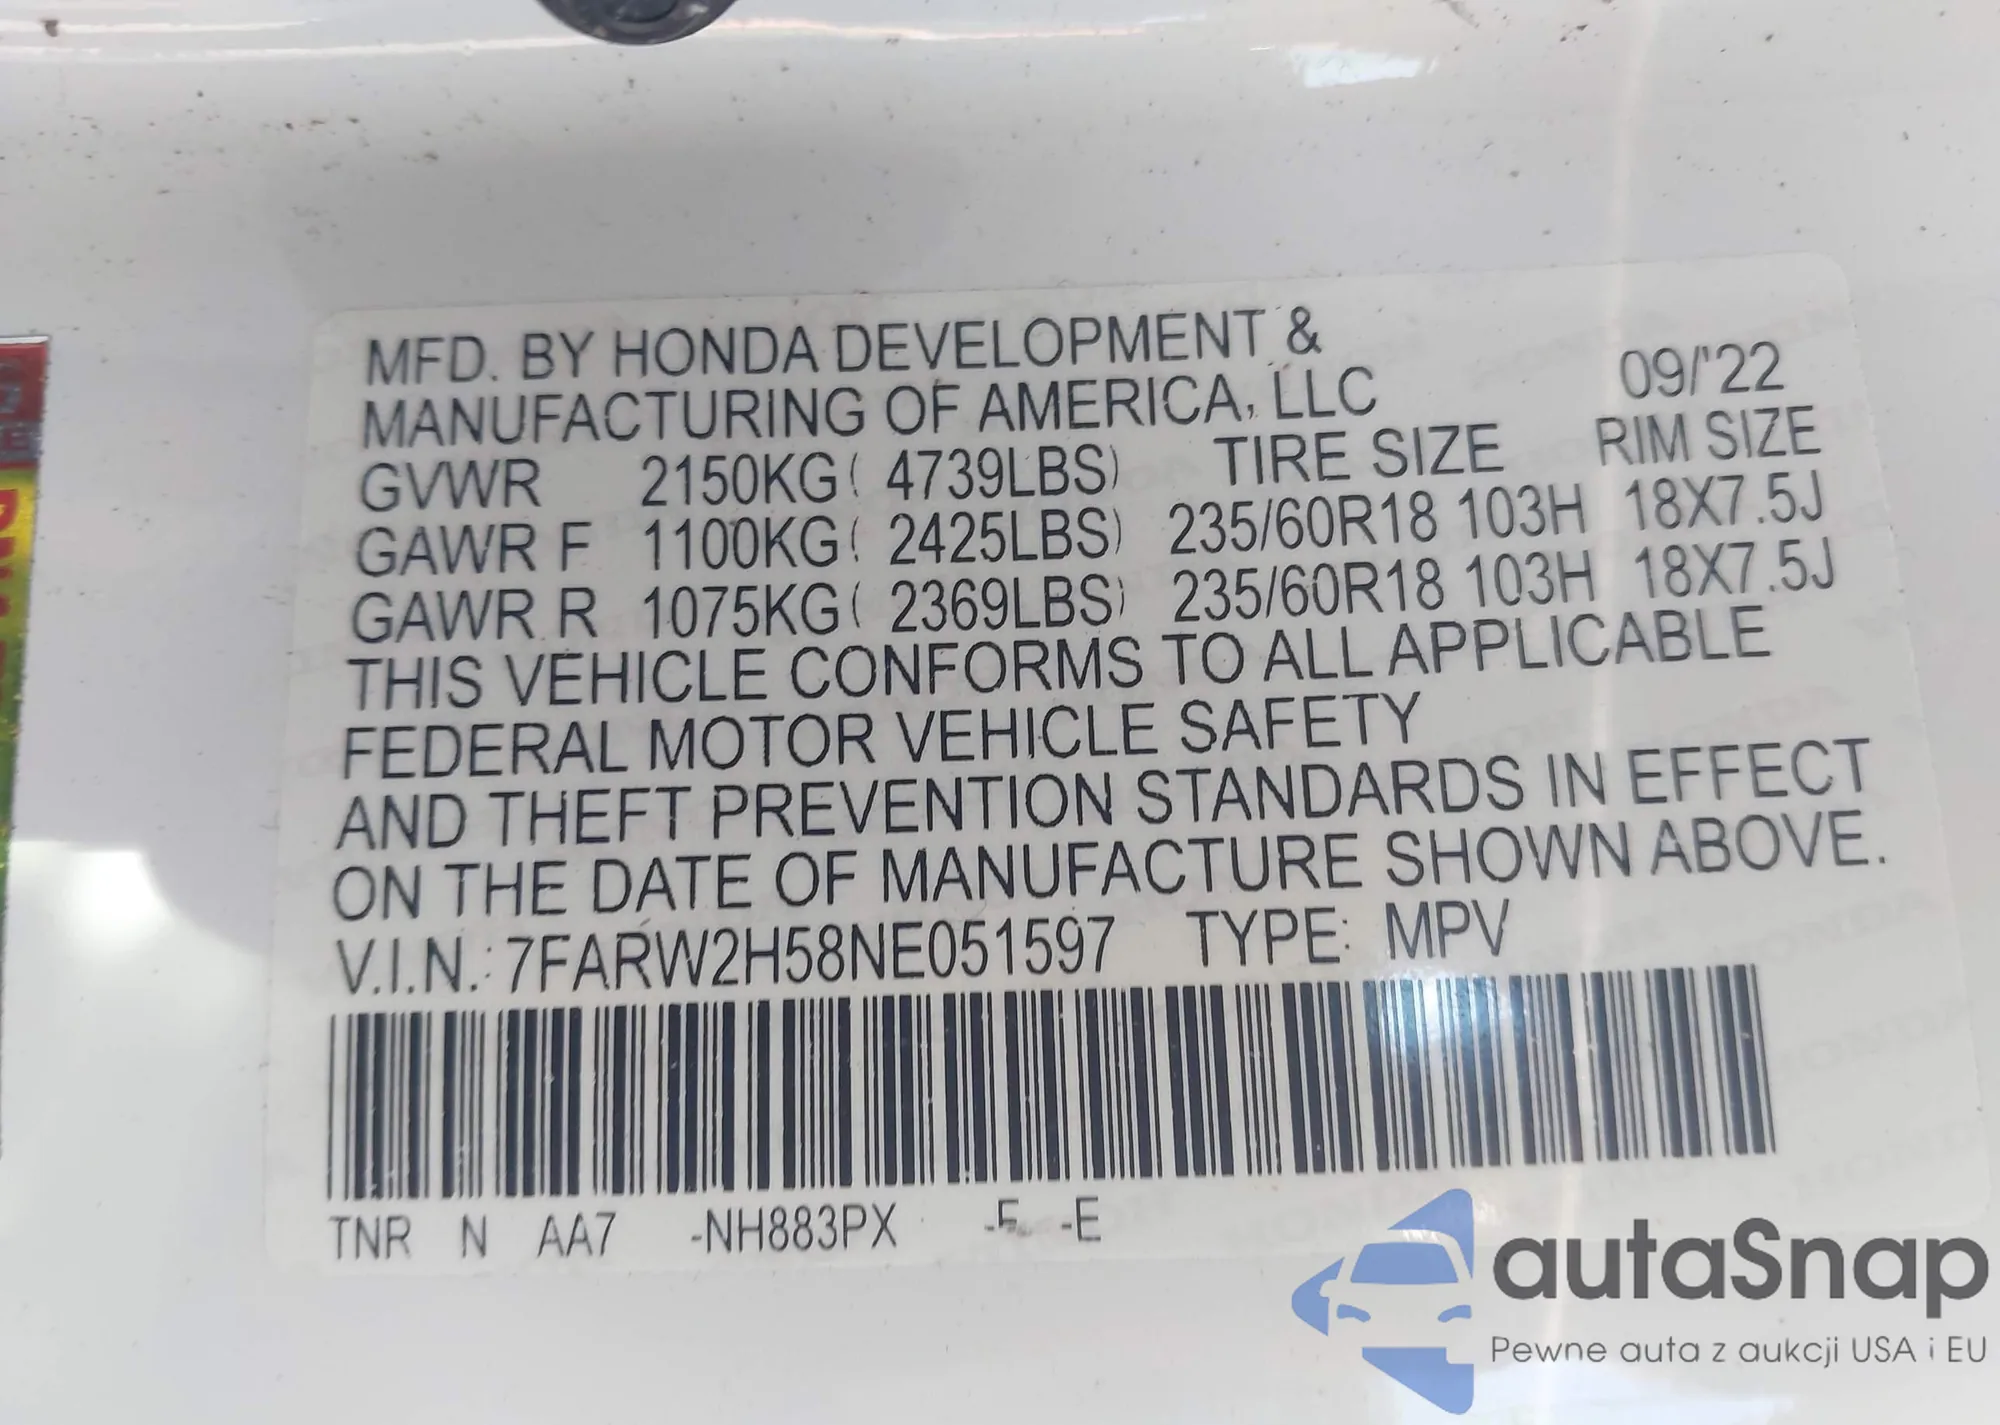 MFD. BY HONDA DEVELOPMENT &
MANUFACTURING OF AMERICA, LLC 09/'22
GVWR 2150KG( 4739LBS) TIRE SIZE RIM SIZE
GAWR F 1100KG( 2425LBS) 235/60R18 103H 18X7.5J
GAWR R 1075KG( 2369LBS) 235/60R18 103H 18X7.5J
THIS VEHICLE CONFORMS TO ALL APPLICABLE
FEDERAL MOTOR VEHICLE SAFETY
AND THEFT PREVENTION STANDARDS IN EFFECT
ON THE DATE OF MANUFACTURE SHOWN ABOVE.
V.I.N.: 7FARW2H58NE051597 TYPE: MPV
TNR N AA7 -NH883PX -E
autaSnap
Pewne auta z aukcji USA i EU